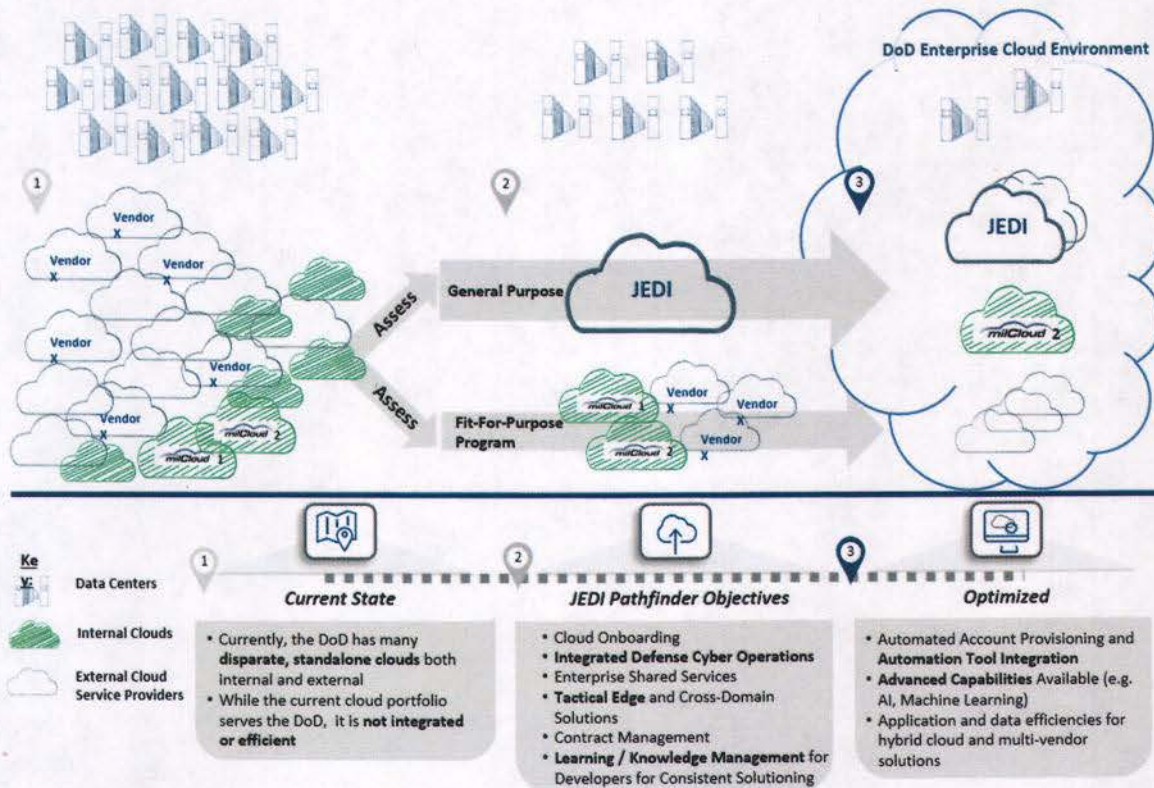 DoD Enterprise Cloud Environment
1
2
3
Vendor
X
Vendor
X
Vendor
X
Vendor
X
Vendor
X
Vendor
X
milCloud 2
milCloud 1
Assess
Assess
General Purpose
JEDI
Fit-For-Purpose
Program
milCloud 1
milCloud 2
Vendor
X
Vendor
X
Vendor
X
JEDI
milCloud 2
Ke
y:
Data Centers
Internal Clouds
External Cloud
Service Providers
1
Current State
• Currently, the DoD has many
disparate, standalone clouds both
internal and external
• While the current cloud portfolio
serves the DoD, it is not integrated
or efficient
2
JEDI Pathfinder Objectives
• Cloud Onboarding
• Integrated Defense Cyber Operations
• Enterprise Shared Services
• Tactical Edge and Cross-Domain
Solutions
• Contract Management
• Learning / Knowledge Management for
Developers for Consistent Solutioning
3
Optimized
• Automated Account Provisioning and
Automation Tool Integration
• Advanced Capabilities Available (e.g.
AI, Machine Learning)
• Application and data efficiencies for
hybrid cloud and multi-vendor
solutions